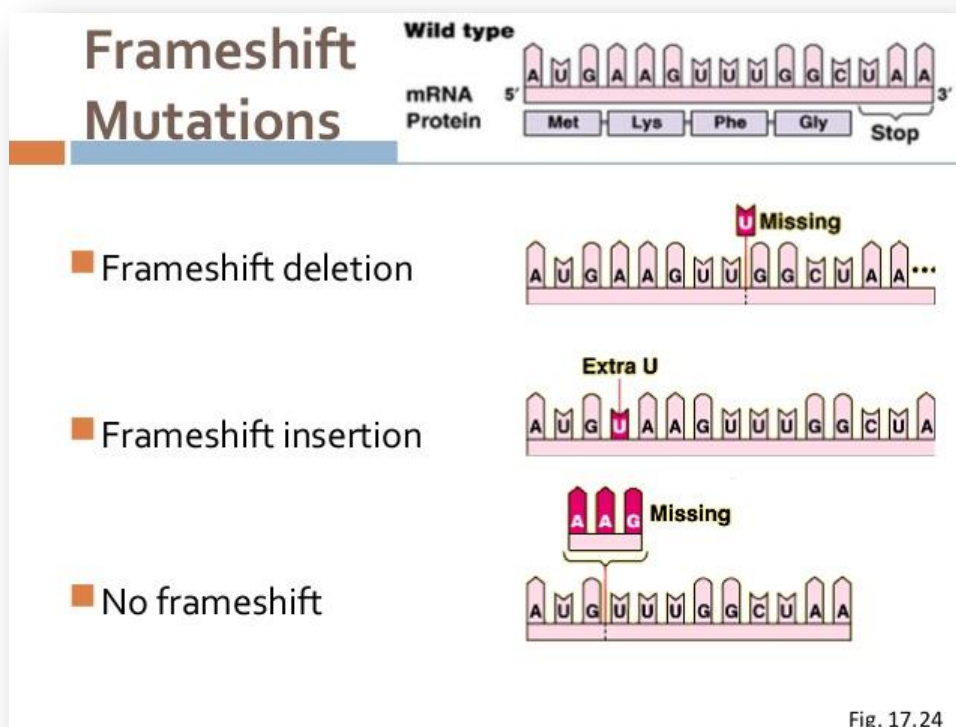 Frameshift
Mutations
Wild type
A U G A A G U U U G G C U A A
mRNA 5′ 3′
Protein Met Lys Phe Gly Stop
U Missing
Frameshift deletion
A U G A A G U U G G C U A A ...
Extra U
Frameshift insertion
A U G U A A G U U U G G C U A
A A G Missing
No frameshift
A U G U U U G G C U A A
Fig. 17.24